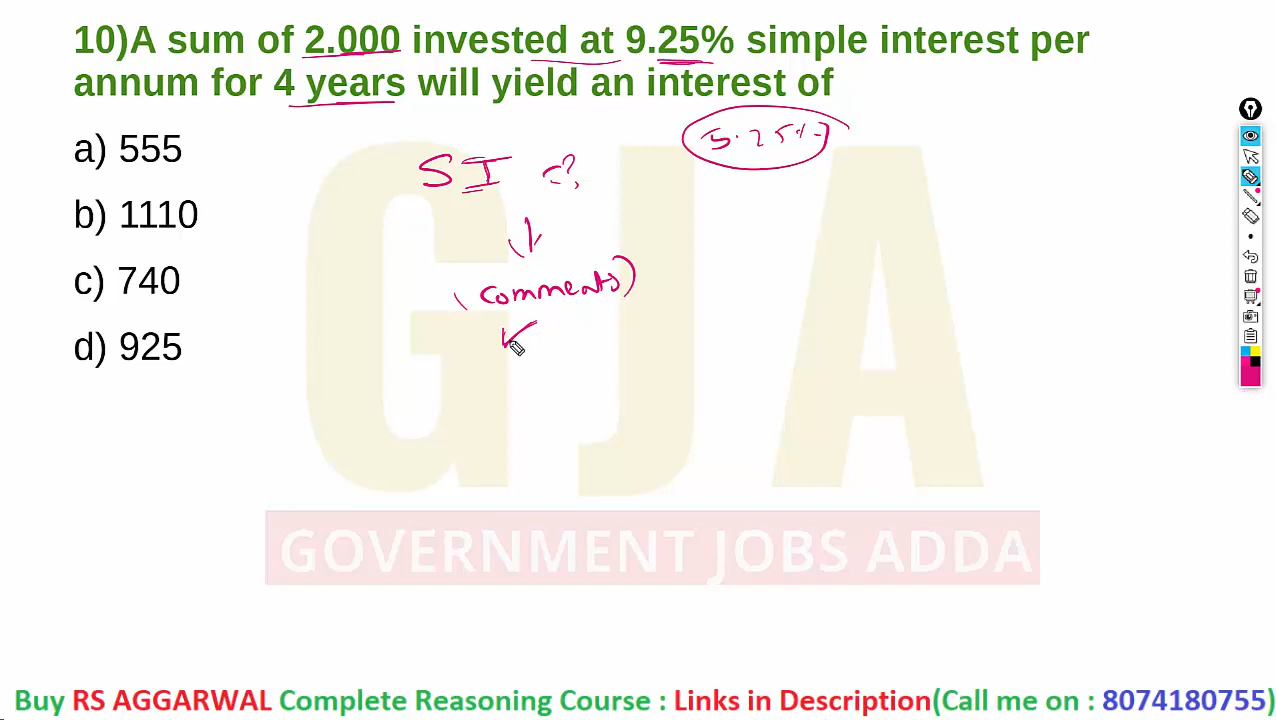 10)A sum of 2.000 invested at 9.25% simple interest per
annum for 4 years will yield an interest of
a) 555
b) 1110
c) 740
d) 925
5.25%
SI ?
(comments)
GJA
GOVERNMENT JOBS ADDA
Buy RS AGGARWAL Complete Reasoning Course : Links in Description(Call me on : 8074180755)